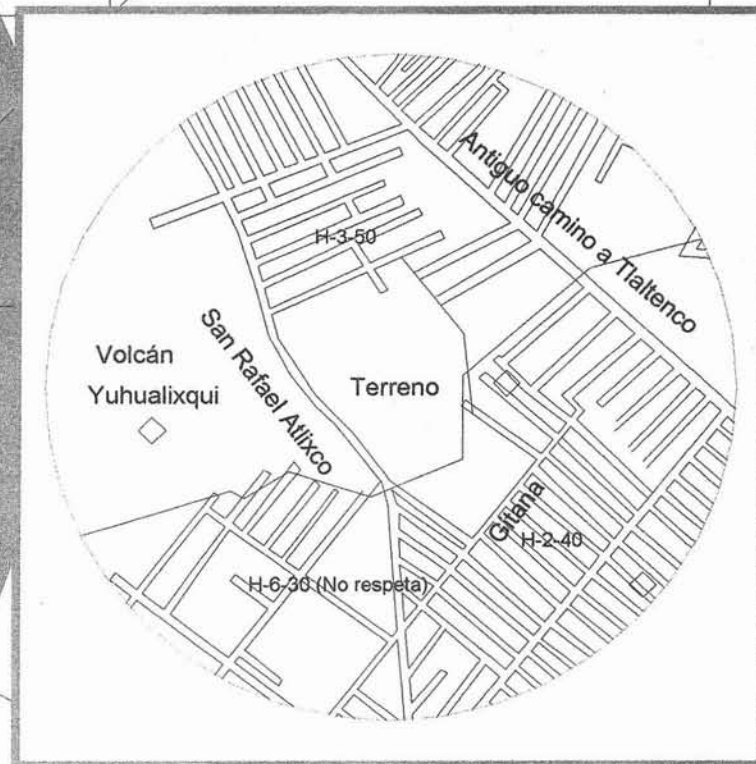 Antiguo camino a Tlaltenco
H-3-50
San Rafael Atlixco
Volcán
Yuhualixqui
Terreno
Gitana
H-2-40
H-6-30 (No respeta)